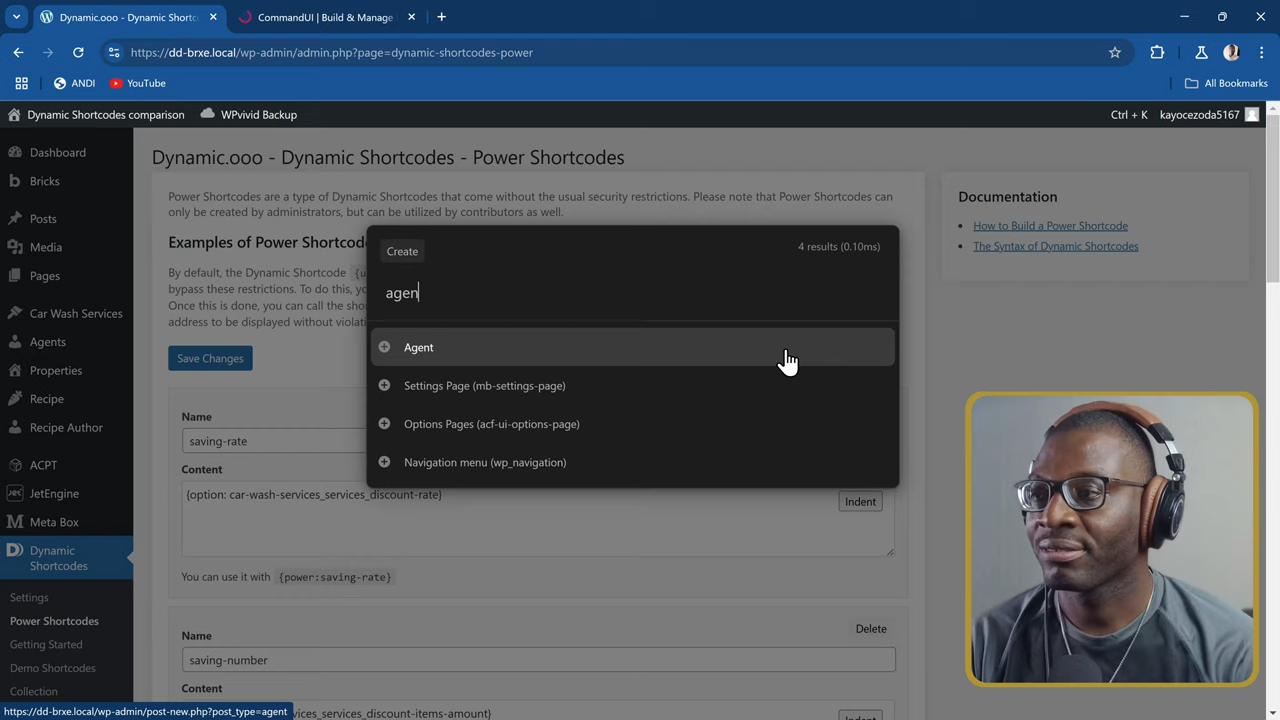 Dynamic.ooo - Dynamic Shortc
CommandUI | Build & Manage
https://dd-brxe.local/wp-admin/admin.php?page=dynamic-shortcodes-power
ANDI
YouTube
All Bookmarks
Dynamic Shortcodes comparison
WPvivid Backup
Ctrl + K
kayocezoda5167
Dashboard
Bricks
Posts
Media
Pages
Car Wash Services
Agents
Properties
Recipe
Recipe Author
ACPT
JetEngine
Meta Box
Dynamic
Shortcodes
Settings
Power Shortcodes
Getting Started
Demo Shortcodes
Collection
Dynamic.ooo - Dynamic Shortcodes - Power Shortcodes
Power Shortcodes are a type of Dynamic Shortcodes that come without the usual security restrictions. Please note that Power Shortcodes can
only be created by administrators, but can be utilized by contributors as well.
Examples of Power Shortcod
By default, the Dynamic Shortcode {u
bypass these restrictions. To do this, yo
Once this is done, you can call the sho
address to be displayed without violati
Save Changes
Name
saving-rate
Content
{option: car-wash-services_services_discount-rate}
Indent
You can use it with {power:saving-rate}
Delete
Name
saving-number
Content
_services_services_discount-items-amount}
Indent
Create
4 results (0.10ms)
agen
Agent
Settings Page (mb-settings-page)
Options Pages (acf-ui-options-page)
Navigation menu (wp_navigation)
Documentation
How to Build a Power Shortcode
The Syntax of Dynamic Shortcodes
https://dd-brxe.local/wp-admin/post-new.php?post_type=agent